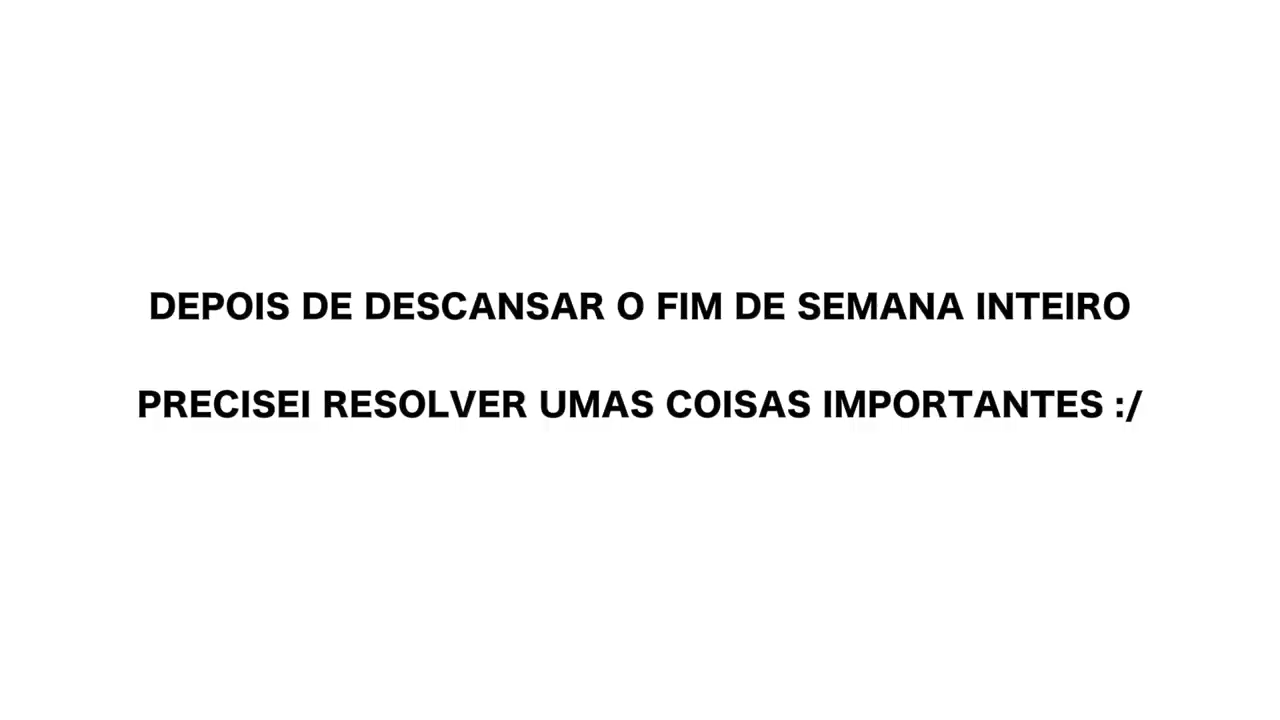 DEPOIS DE DESCANSAR O FIM DE SEMANA INTEIRO
PRECISEI RESOLVER UMAS COISAS IMPORTANTES :/